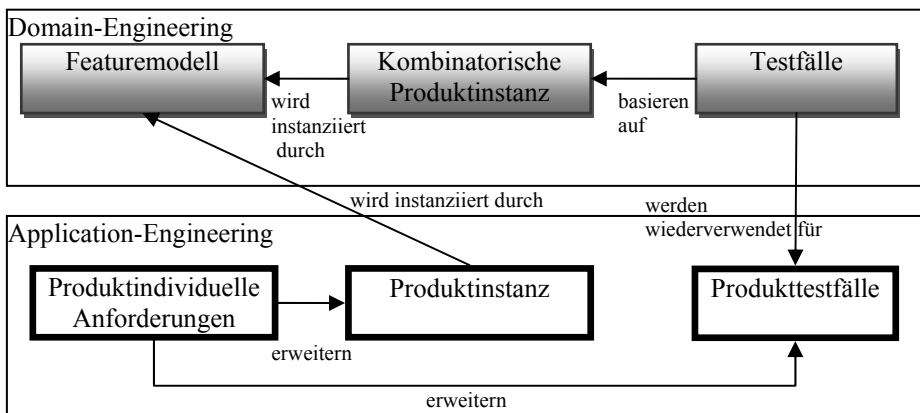 Domain-Engineering
Featuremodell
Kombinatorische
Produktinstanz
Testfälle
wird
instanziiert
durch
basieren
auf
wird instanziiert durch
werden
wiederverwendet für
Application-Engineering
Produktindividuelle
Anforderungen
Produktinstanz
Produkttestfälle
erweitern
erweitern